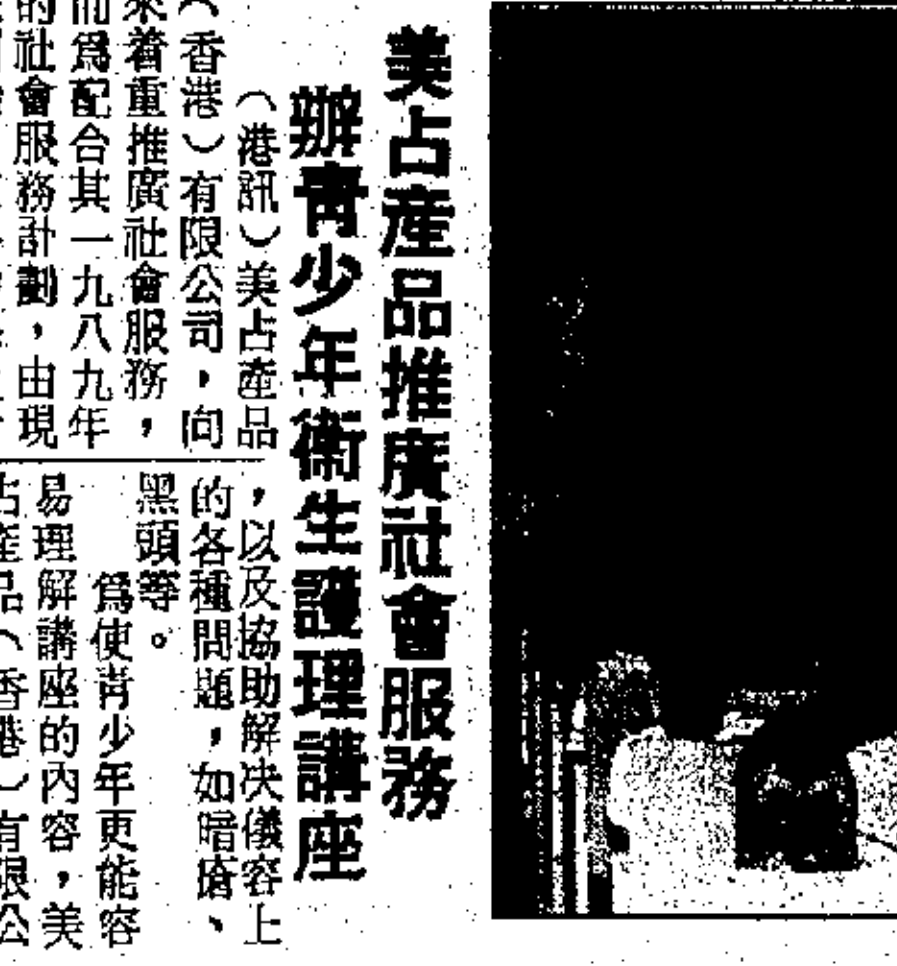 美占產品推廣社會服務
辦青少年衞生護理講座
（港訊）美占產品
（香港）有限公司，向
來着重推廣社會服務，
而爲配合其一九八九年
的社會服務計劃，由現
，以及協助解决儀容上
的各種問題，如暗瘡、
黑頭等。
爲使青少年更能容
易理解講座的內容，美
占產品（香港）有限公